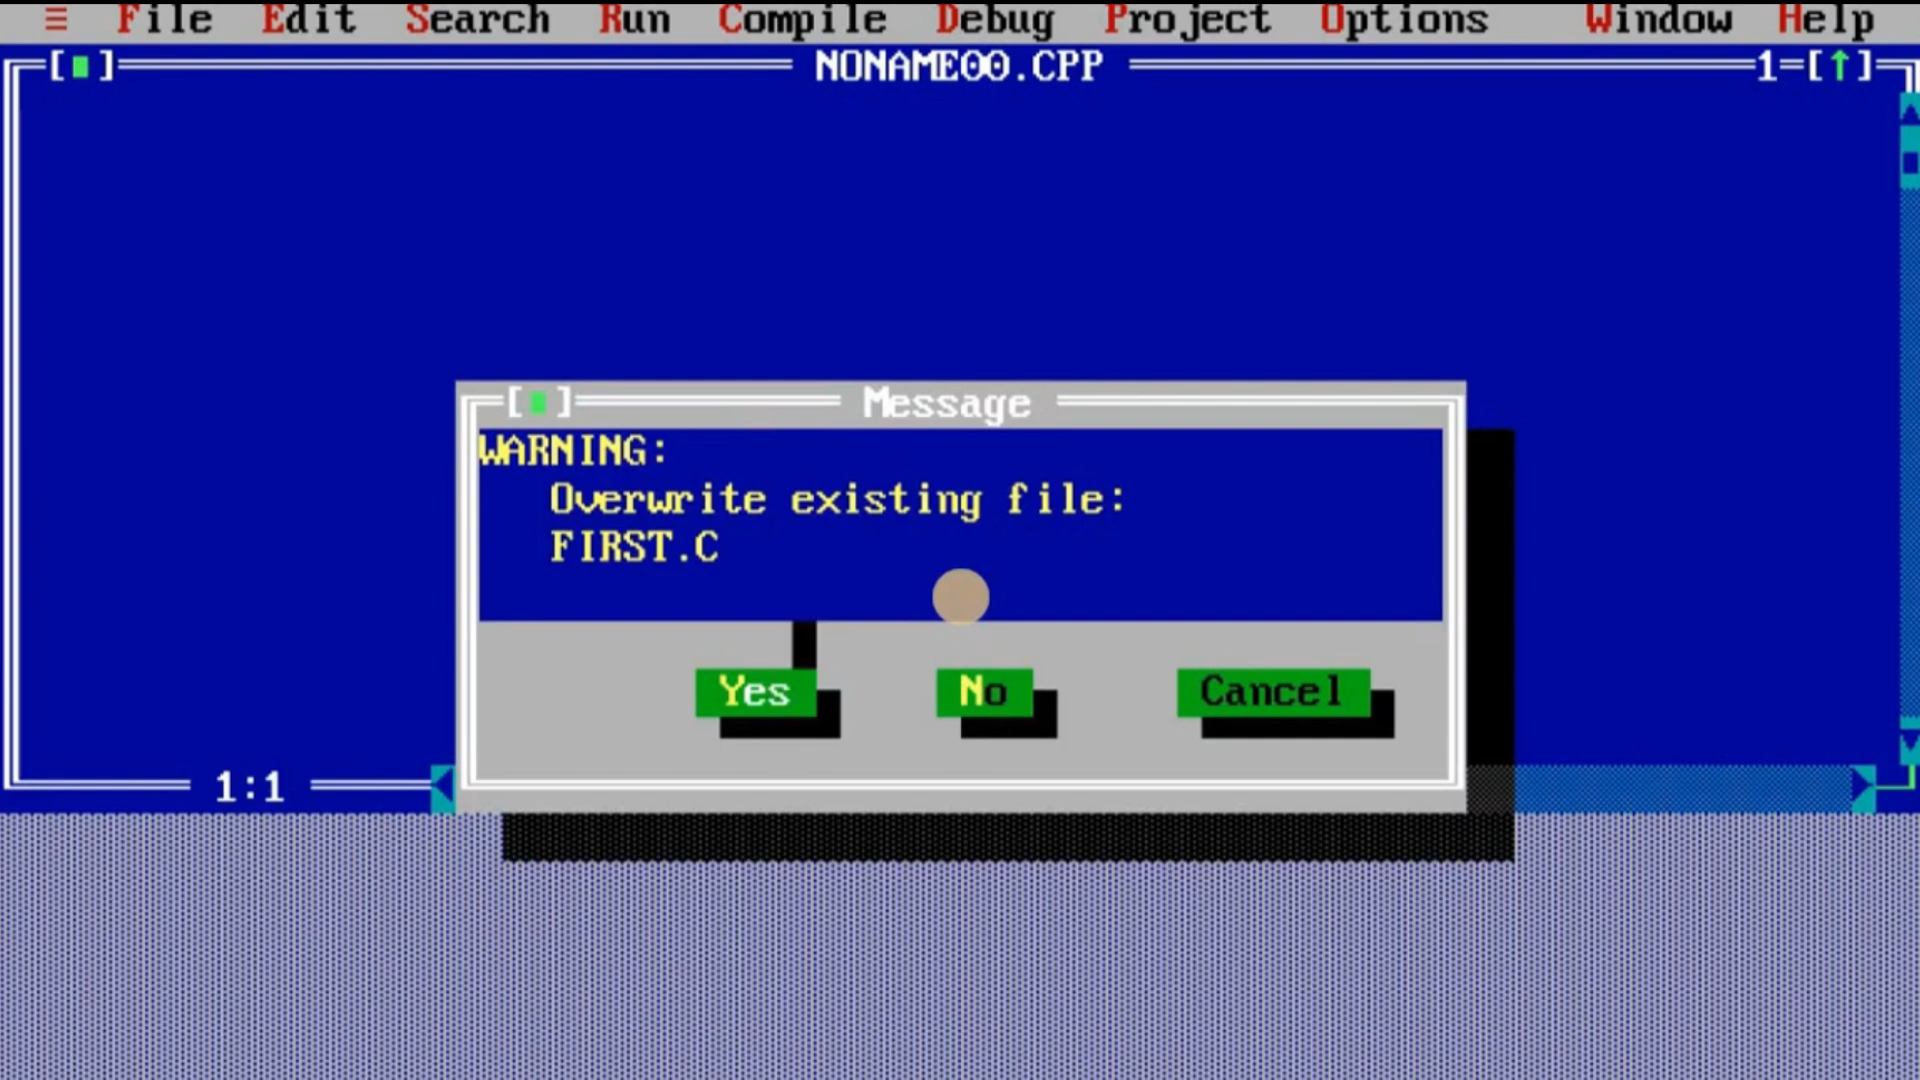 ≡ File Edit Search Run Compile Debug Project Options Window Help
[■] NONAME00.CPP 1=[↑]
[■] Message
WARNING:
Overwrite existing file:
FIRST.C
Yes No Cancel
1:1